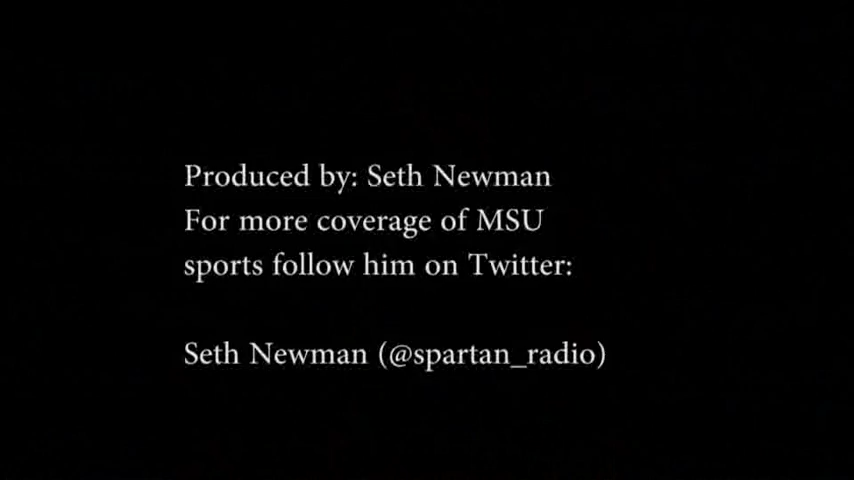 Produced by: Seth Newman
For more coverage of MSU
sports follow him on Twitter:
Seth Newman (@spartan_radio)